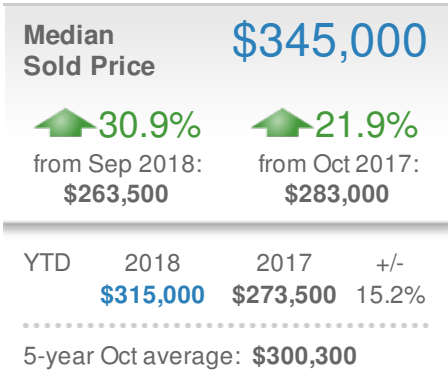 Median
Sold Price
$345,000
30.9% 21.9%
from Sep 2018: from Oct 2017:
$263,500 $283,000
YTD 2018 2017 +/-
$315,000 $273,500 15.2%
5-year Oct average: $300,300